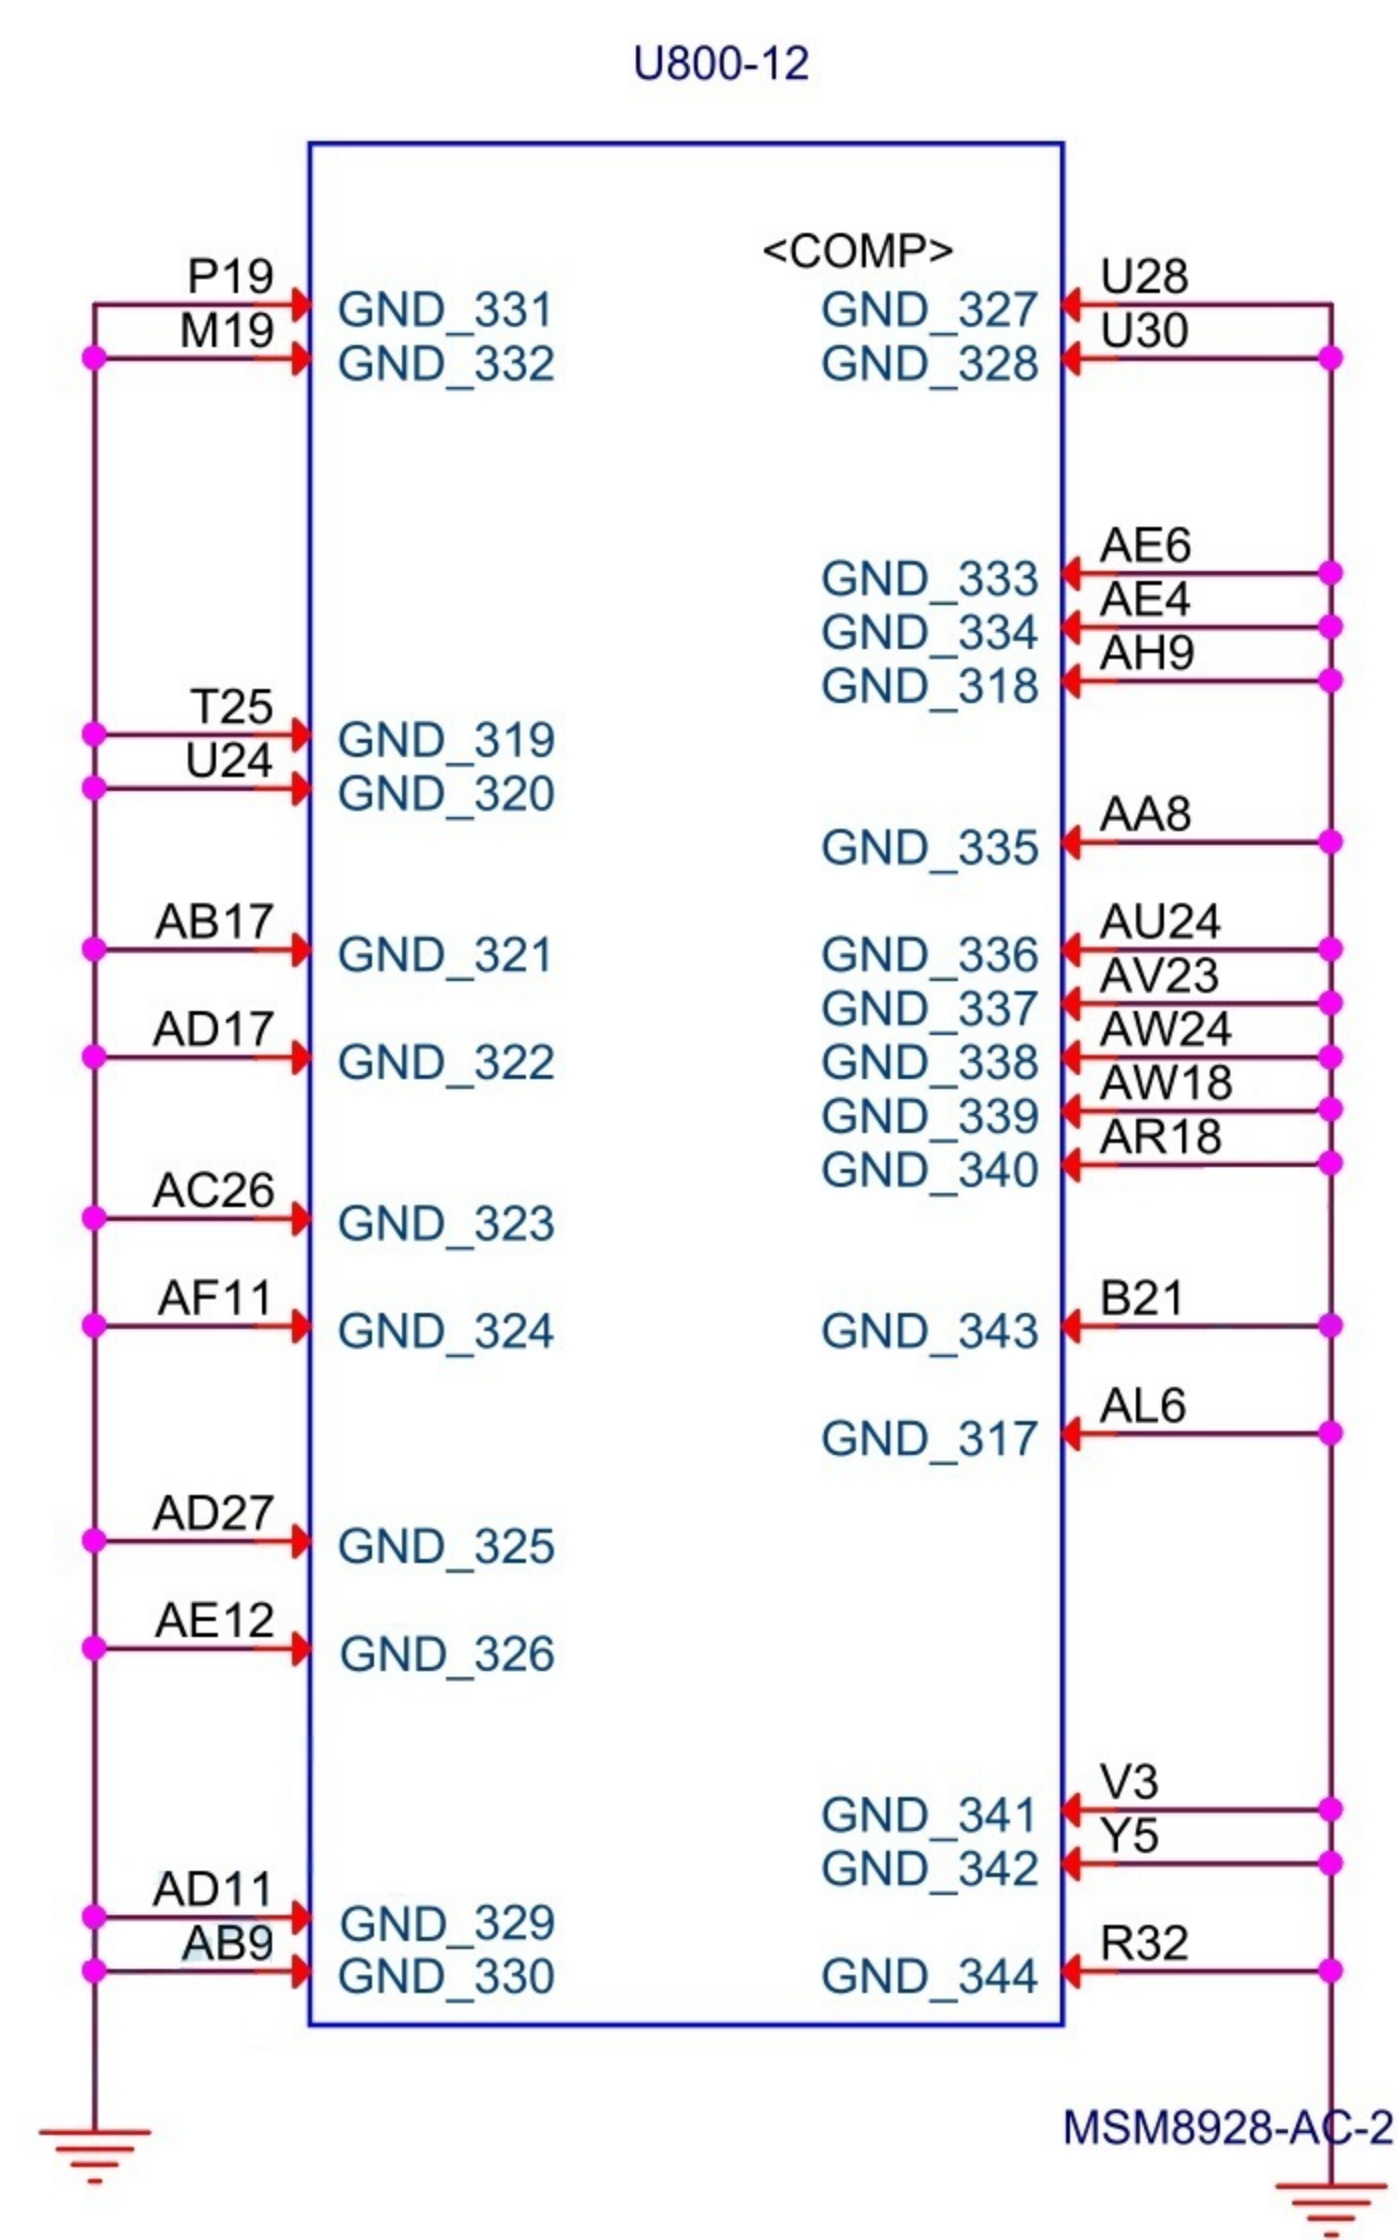 U800-12
<COMP>
P19 GND_331 GND_327 U28
M19 GND_332 GND_328 U30
GND_333 AE6
GND_334 AE4
GND_318 AH9
T25 GND_319
U24 GND_320
GND_335 AA8
AB17 GND_321 GND_336 AU24
GND_337 AV23
AD17 GND_322 GND_338 AW24
GND_339 AW18
GND_340 AR18
AC26 GND_323
AF11 GND_324 GND_343 B21
GND_317 AL6
AD27 GND_325
AE12 GND_326
GND_341 V3
GND_342 Y5
AD11 GND_329
AB9 GND_330 GND_344 R32
MSM8928-AC-2